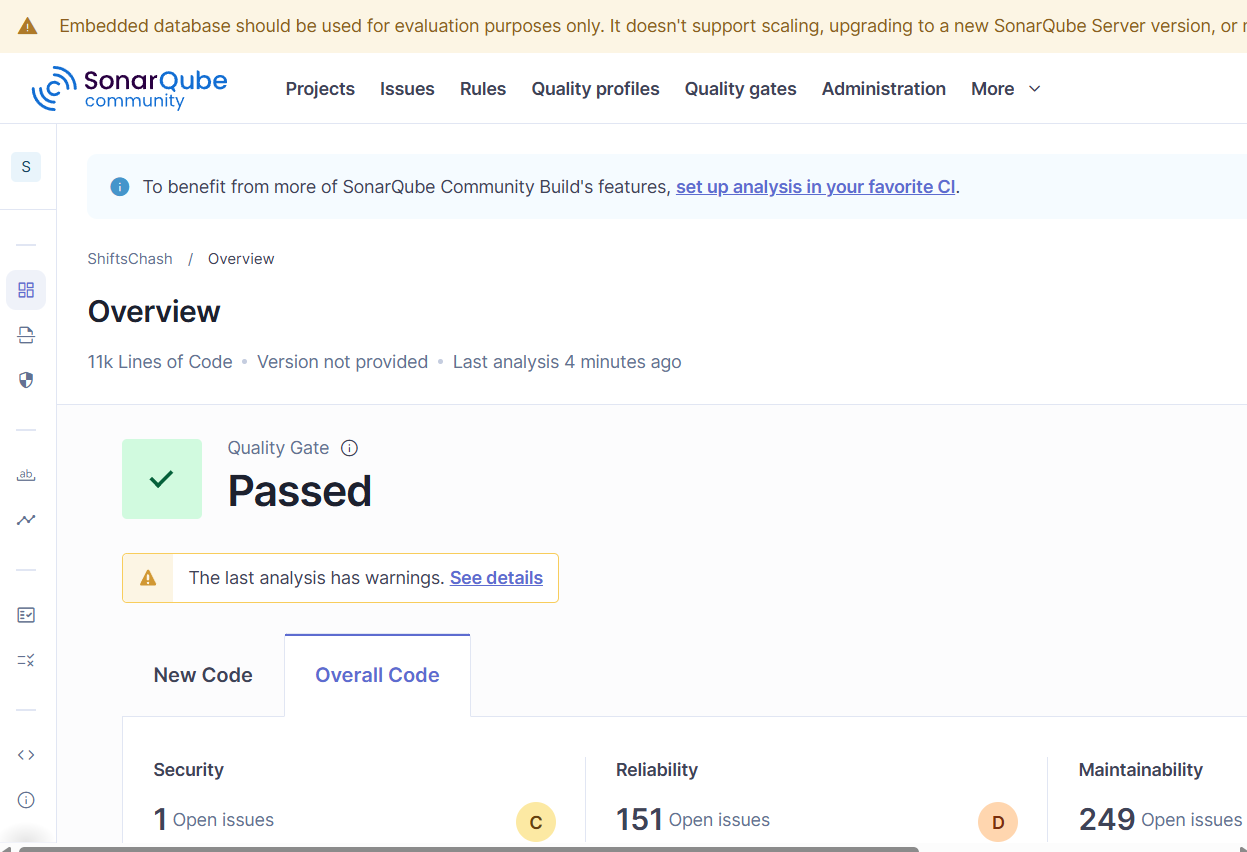 Embedded database should be used for evaluation purposes only. It doesn't support scaling, upgrading to a new SonarQube Server version, or
SonarQube
community
Projects Issues Rules Quality profiles Quality gates Administration More
S
To benefit from more of SonarQube Community Build's features, set up analysis in your favorite CI.
ShiftsChash / Overview
Overview
11k Lines of Code • Version not provided • Last analysis 4 minutes ago
Quality Gate
Passed
The last analysis has warnings. See details
ab
New Code Overall Code
Security Reliability Maintainability
1 Open issues C 151 Open issues D 249 Open issues